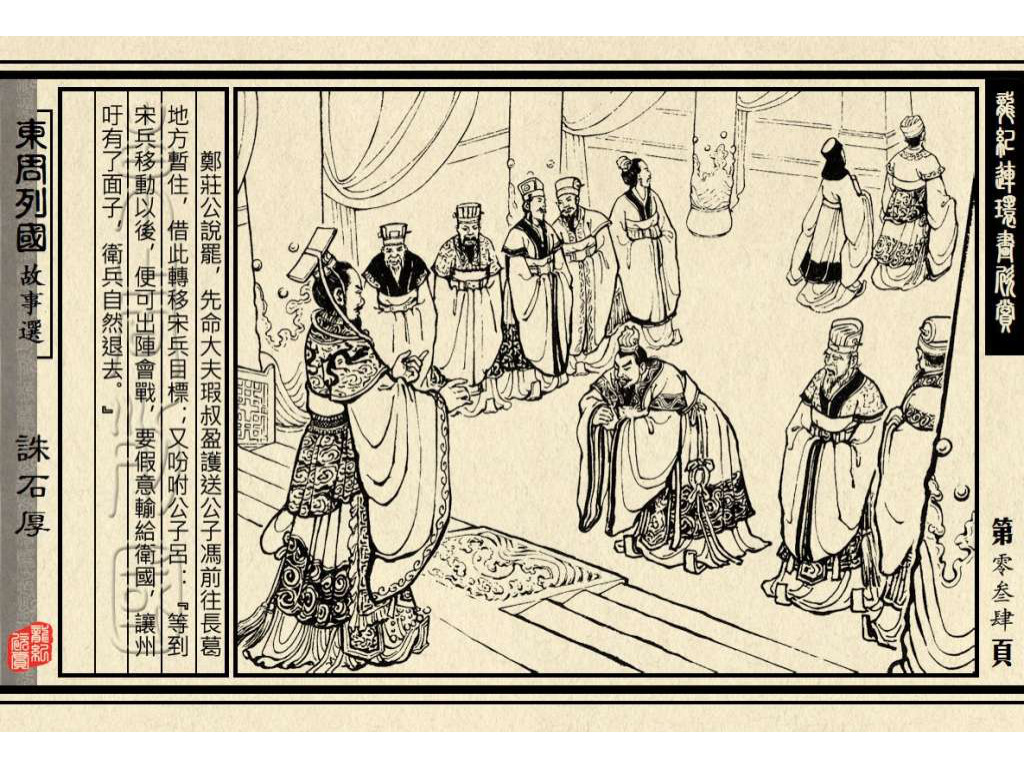 龍紀連環畫欣賞
第零叁肆頁
鄭莊公說罷，先命大夫瑕叔盈護送公子馮前往長葛
地方暫住，借此轉移宋兵目標；又吩咐公子呂：『等到
宋兵移動以後，便可出陣會戰，要假意輸給衛國，讓州
吁有了面子，衛兵自然退去。』
東周列國故事選
誅石厚